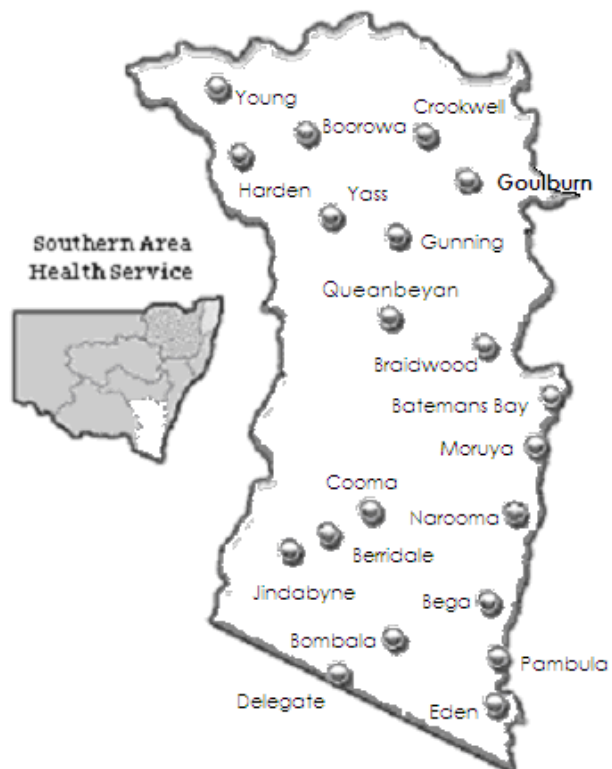 Crookwell
Young
Boorowa
Goulburn
Harden
Yass
Gunning
Southern Area
Health Service
Queanbeyan
Braidwood
Batemans Bay
Moruya
Cooma
Narooma
Berridale
Jindabyne
Bega
Bombala
Pambula
Delegate
Eden